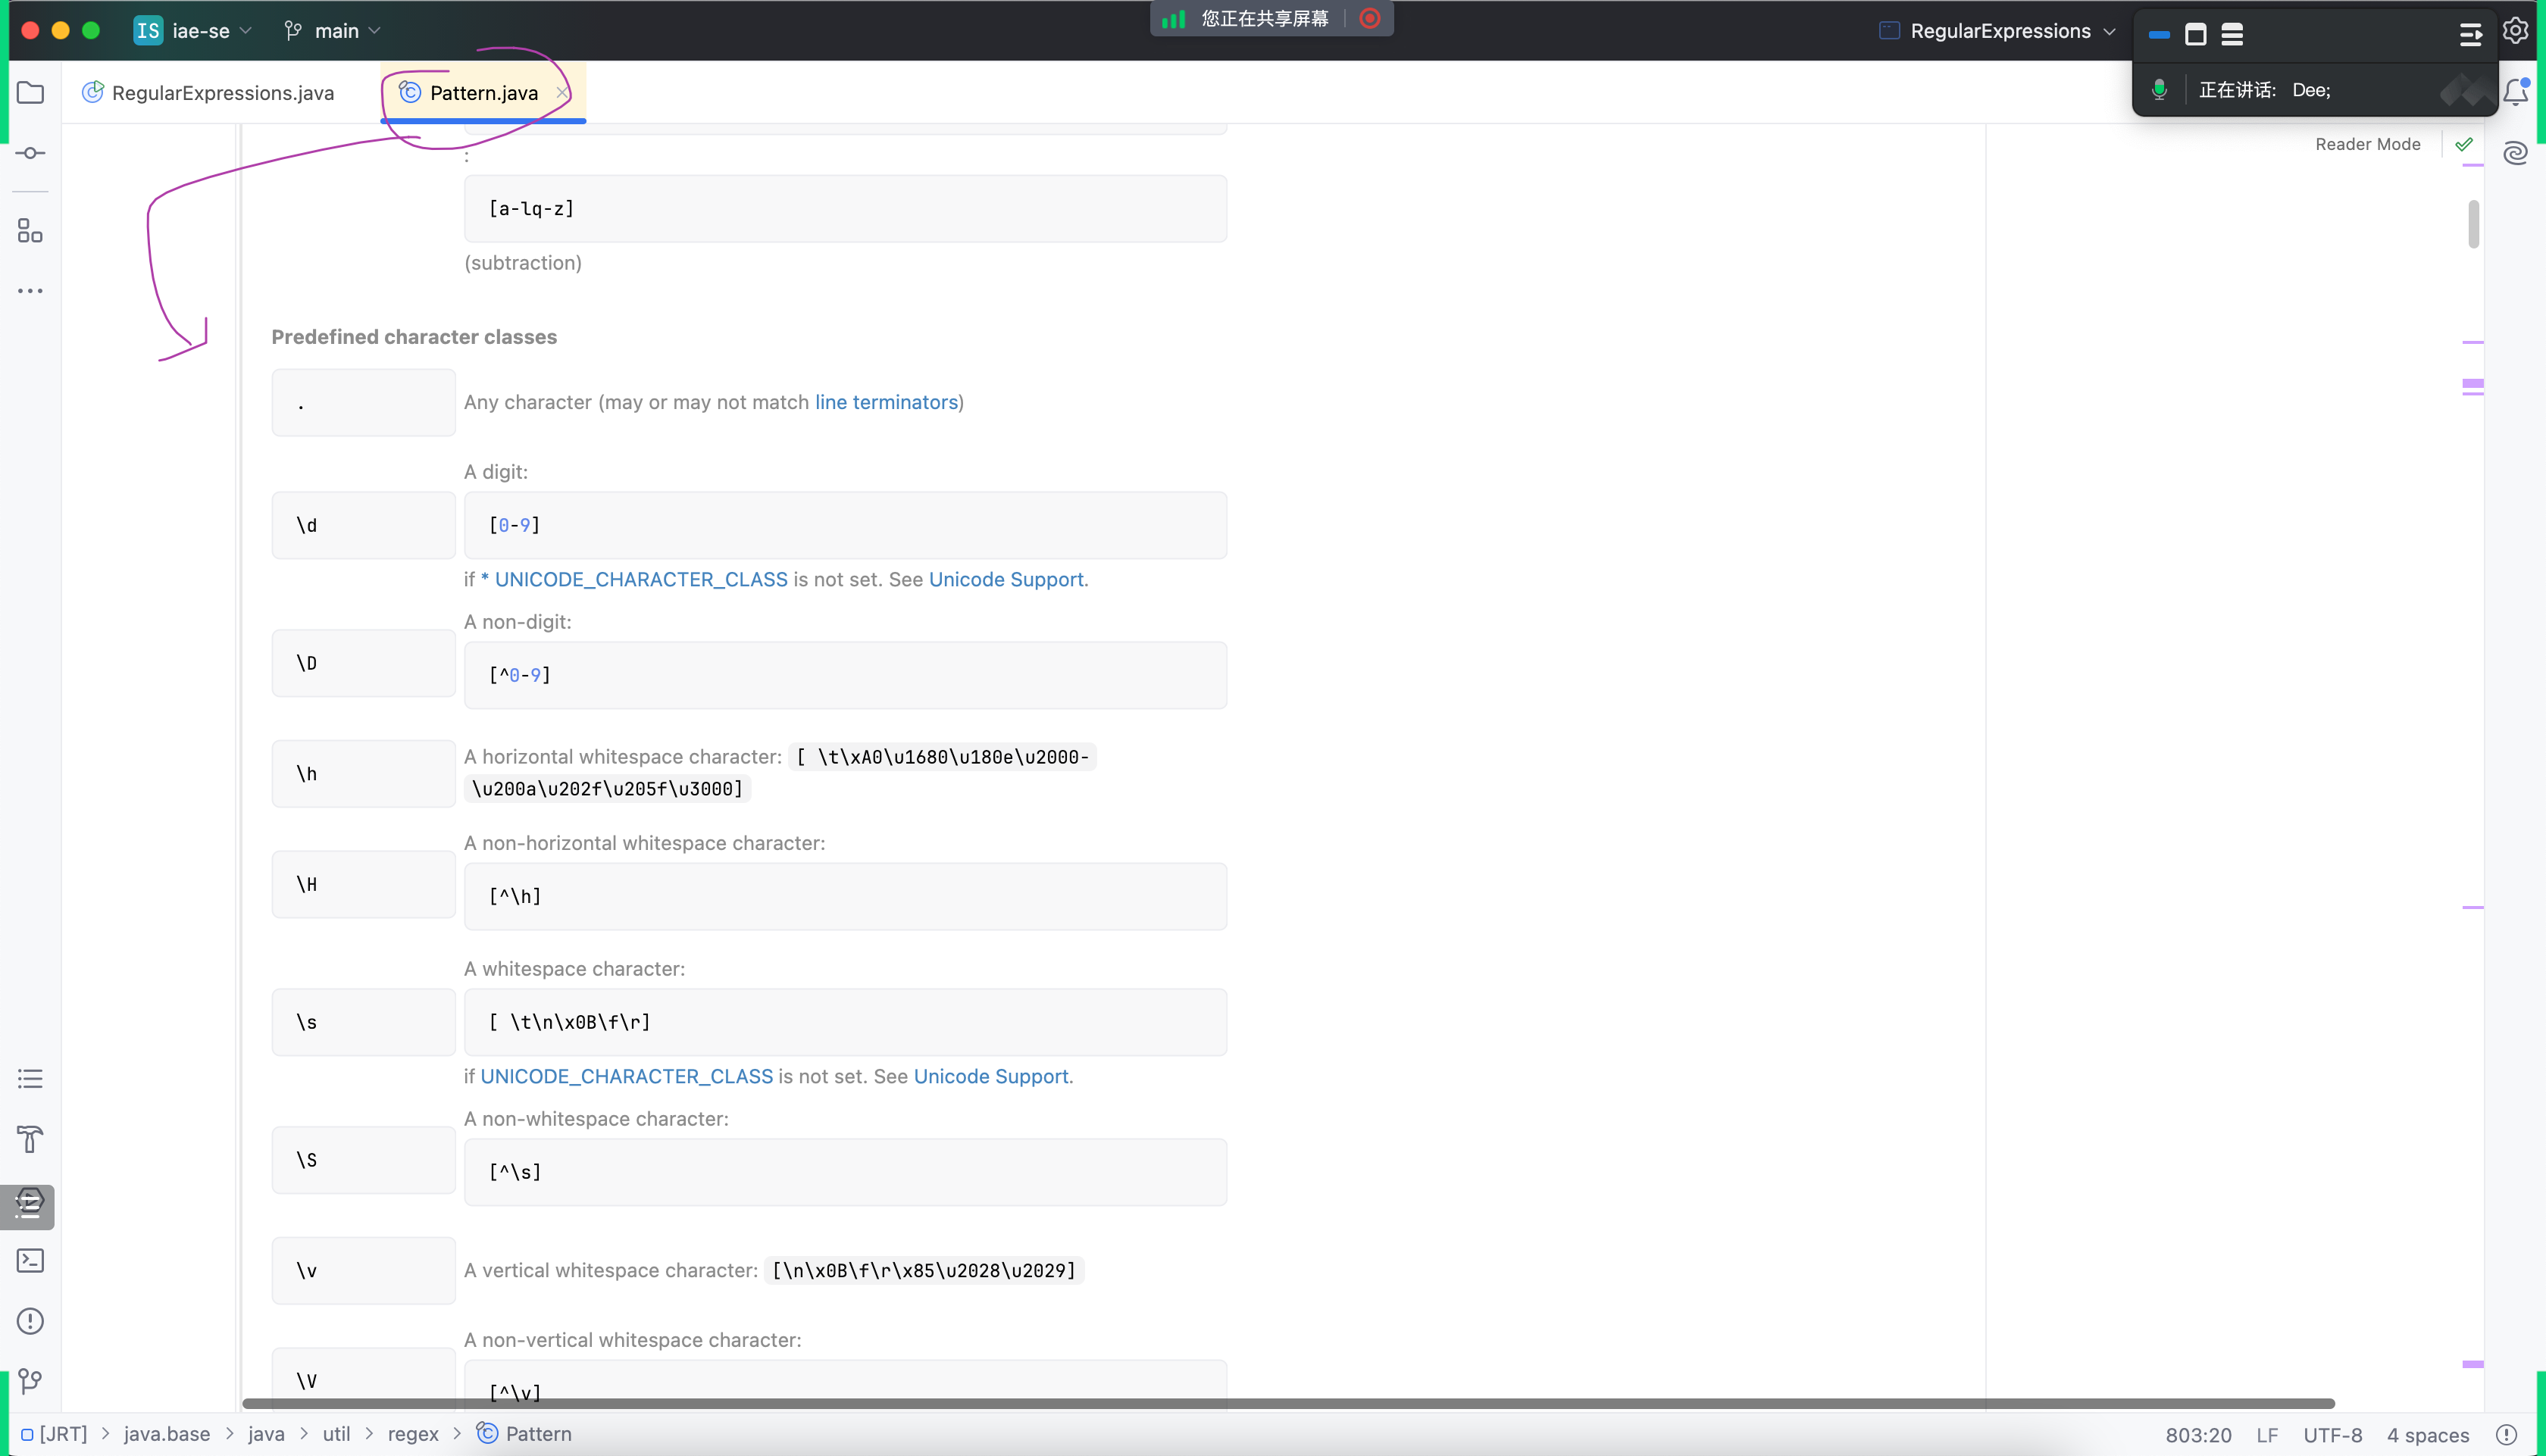 IS iae-se main
您正在共享屏幕
RegularExpressions
正在讲话: Dee;
RegularExpressions.java
Pattern.java
Reader Mode
:
[a-lq-z]
(subtraction)
Predefined character classes
. Any character (may or may not match line terminators)
A digit:
\d [0-9]
if * UNICODE_CHARACTER_CLASS is not set. See Unicode Support.
A non-digit:
\D [^0-9]
\h A horizontal whitespace character: [ \t\xA0\u1680\u180e\u2000-
\u200a\u202f\u205f\u3000]
A non-horizontal whitespace character:
\H [^\h]
A whitespace character:
\s [ \t\n\x0B\f\r]
if UNICODE_CHARACTER_CLASS is not set. See Unicode Support.
A non-whitespace character:
\S [^\s]
\v A vertical whitespace character: [\n\x0B\f\r\x85\u2028\u2029]
A non-vertical whitespace character:
\V [^\v]
[JRT] > java.base > java > util > regex > Pattern
803:20 LF UTF-8 4 spaces